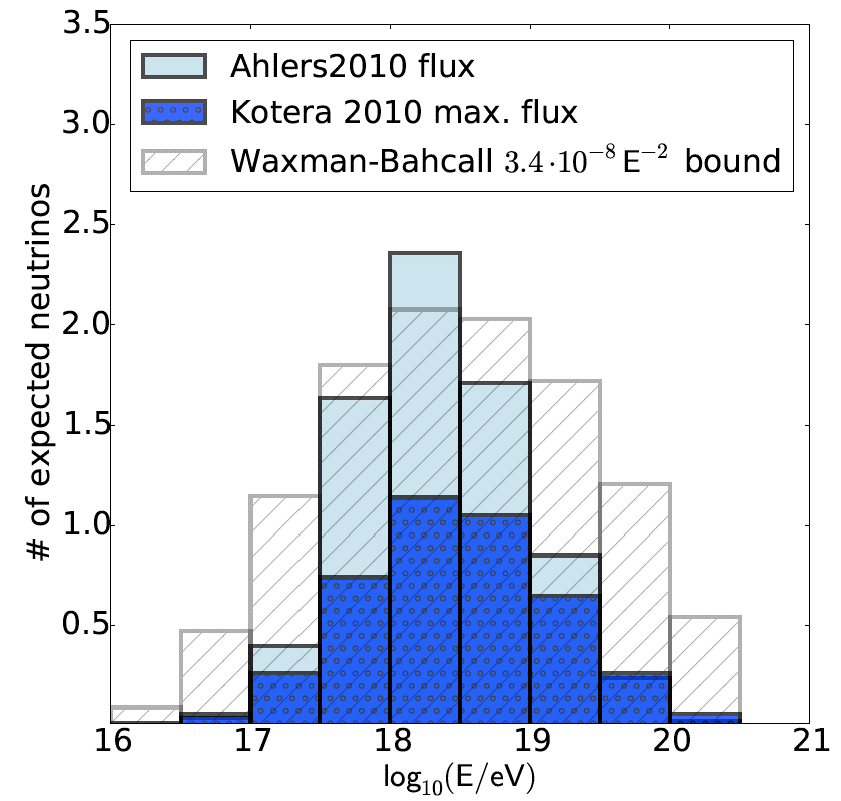 3.5
3.0
2.5
2.0
1.5
1.0
0.5
# of expected neutrinos
Ahlers2010 flux
Kotera 2010 max. flux
Waxman-Bahcall 3.4·10⁻⁸ E⁻² bound
16 17 18 19 20 21
log₁₀(E/eV)